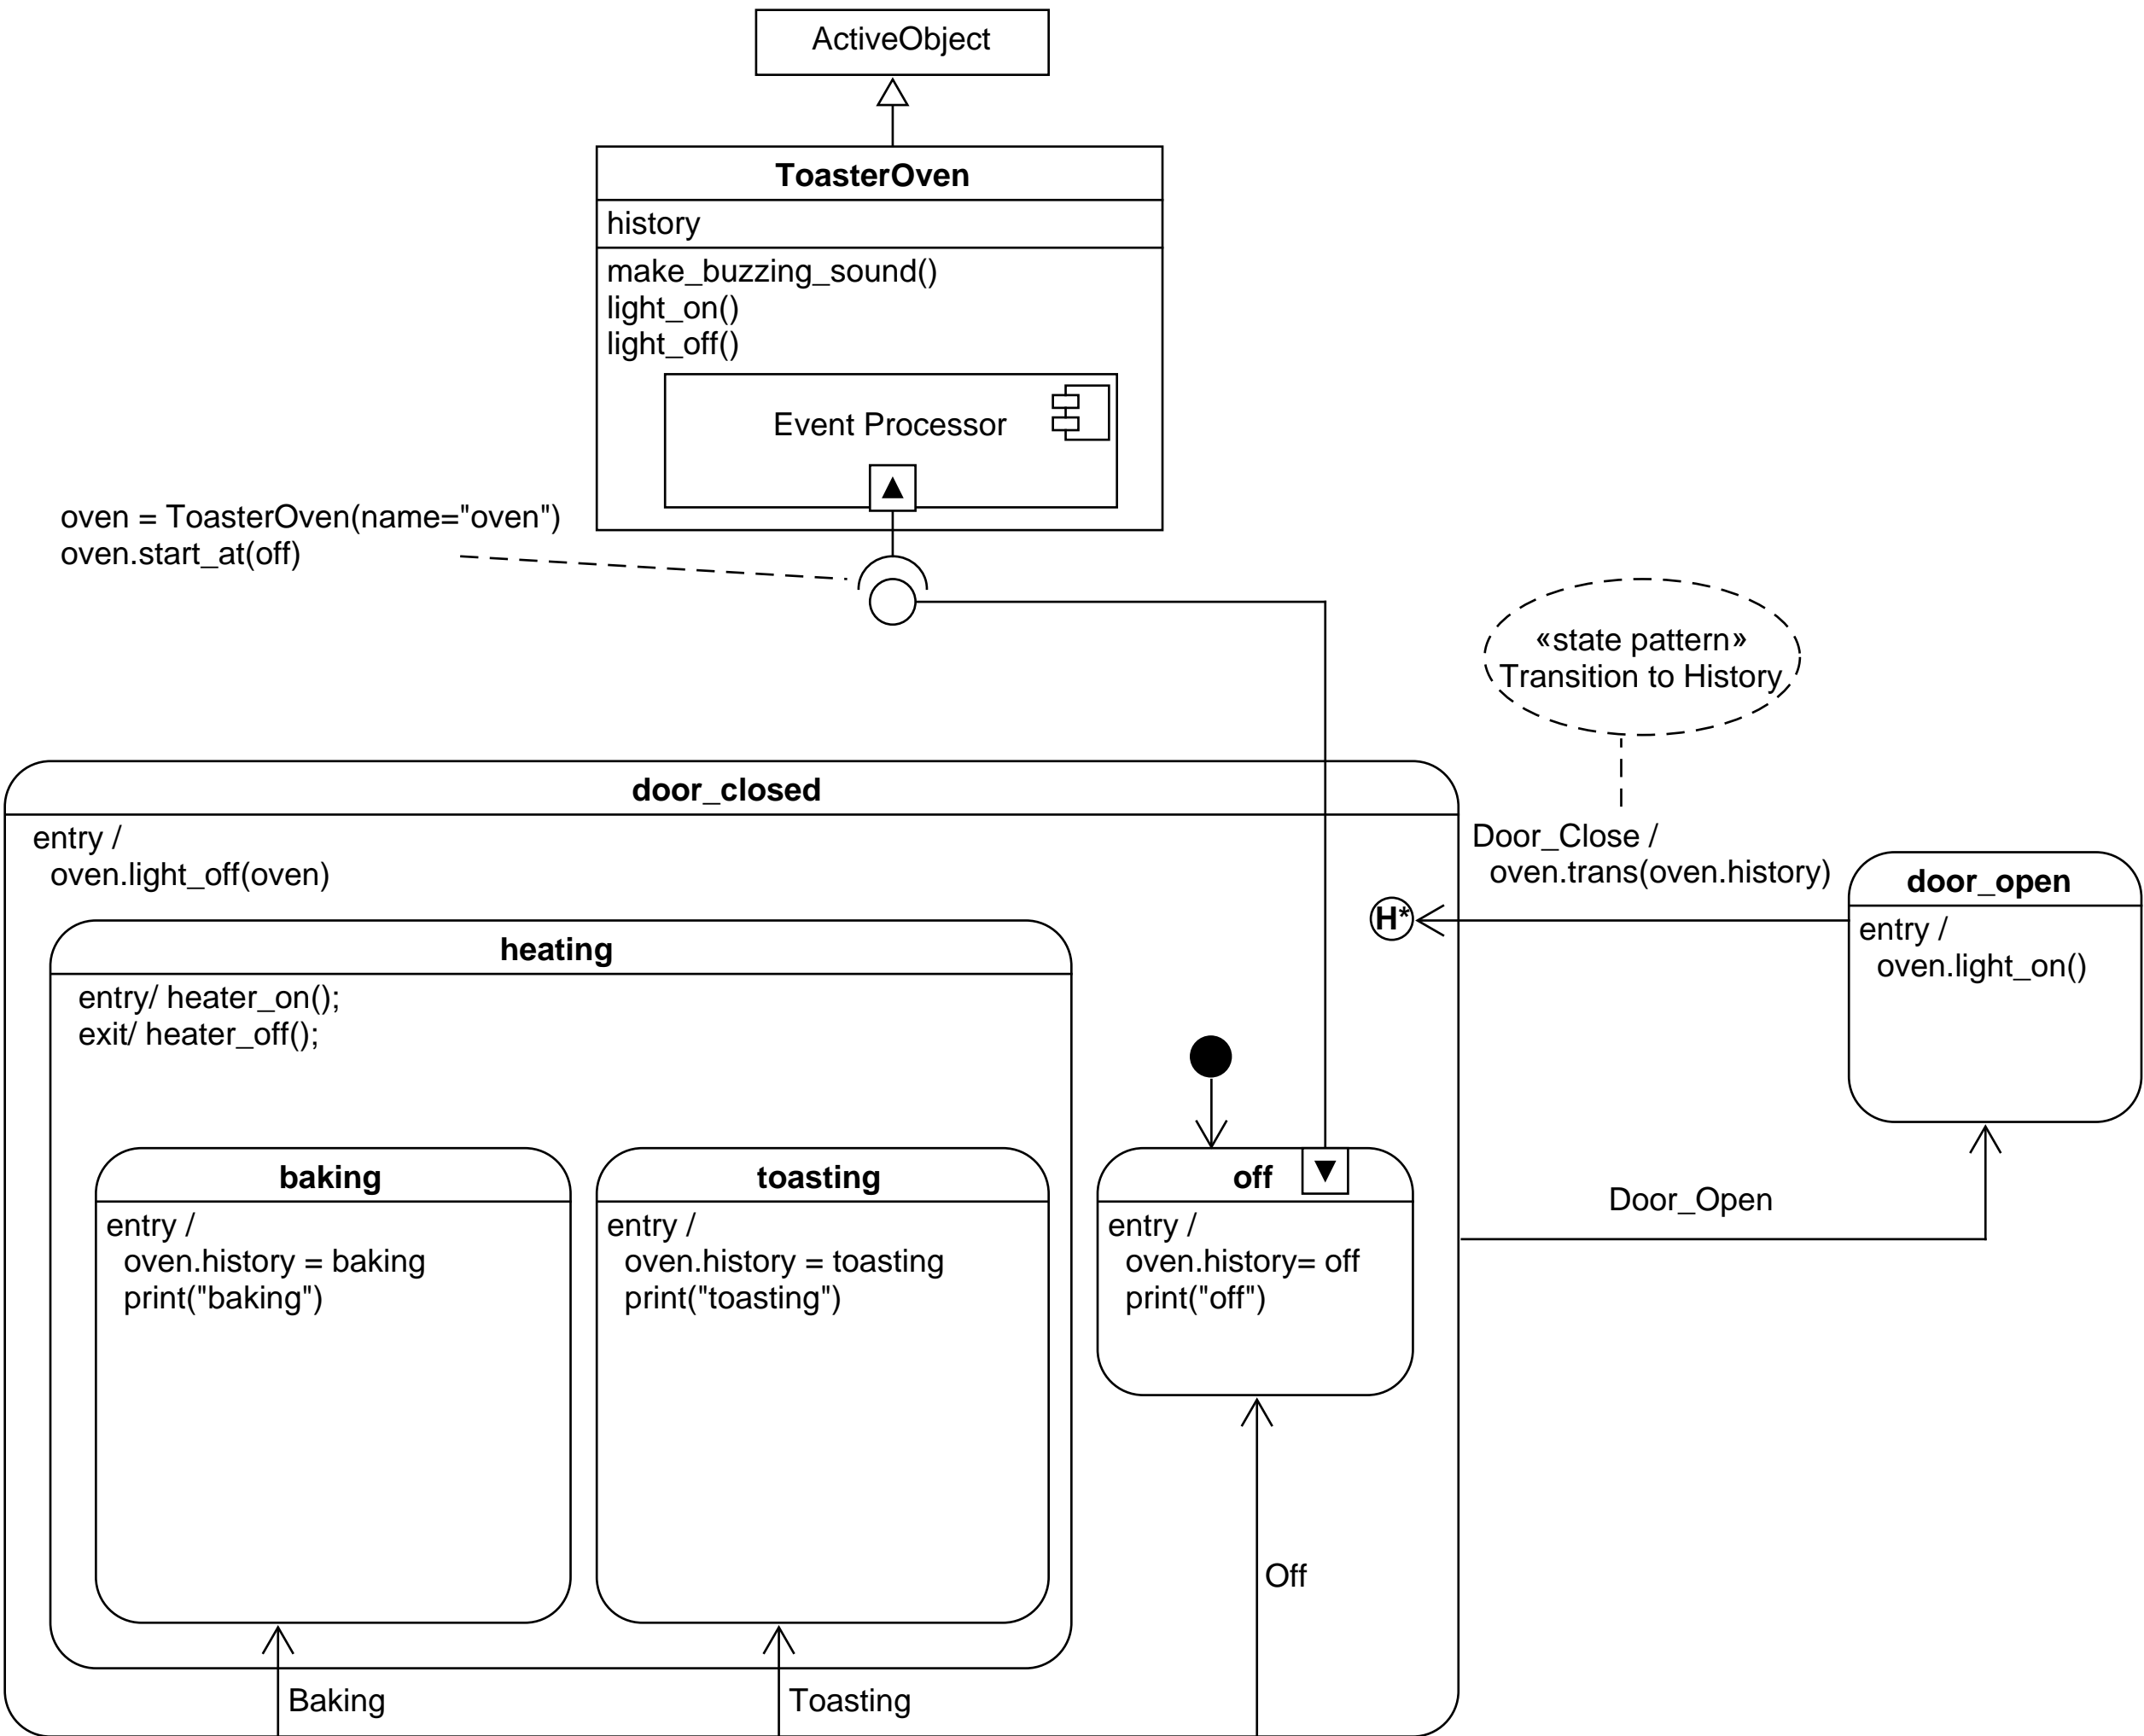 ActiveObject
ToasterOven
history
make_buzzing_sound()
light_on()
light_off()
Event Processor
oven = ToasterOven(name="oven")
oven.start_at(off)
«state pattern»
Transition to History
door_closed
entry /
oven.light_off(oven)
Door_Close /
oven.trans(oven.history)
H*
door_open
entry /
oven.light_on()
heating
entry/ heater_on();
exit/ heater_off();
baking
entry /
oven.history = baking
print("baking")
toasting
entry /
oven.history = toasting
print("toasting")
off
entry /
oven.history= off
print("off")
Door_Open
Off
Baking
Toasting